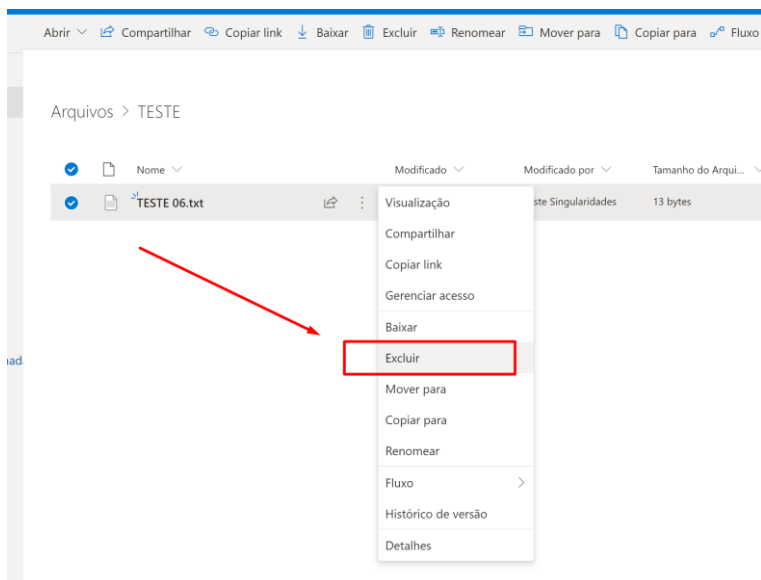 Abrir Compartilhar Copiar link Baixar Excluir Renomear Mover para Copiar para Fluxo
Arquivos > TESTE
Nome Modificado Modificado por Tamanho do Arqui...
TESTE 06.txt ste Singularidades 13 bytes
Visualização
Compartilhar
Copiar link
Gerenciar acesso
Baixar
nad
Excluir
Mover para
Copiar para
Renomear
Fluxo
Histórico de versão
Detalhes